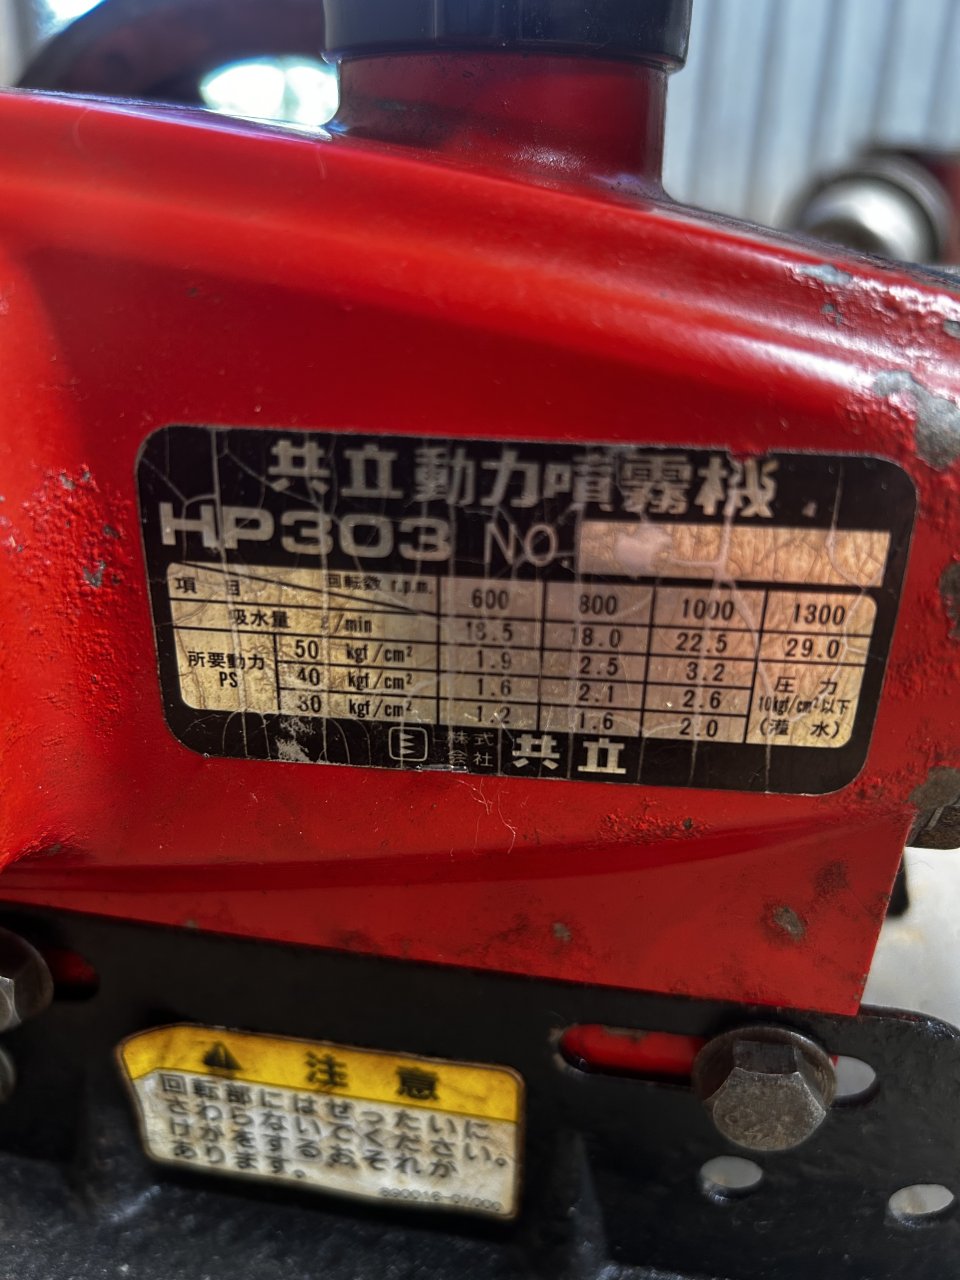 共立動力噴霧機
HP303 NO.
項目 回転数 r.p.m. 600 800 1000 1300
吸水量 ℓ/min 13.5 18.0 22.5 29.0
所要動力 PS 50 kgf/cm² 1.9 2.5 3.2
40 kgf/cm² 1.6 2.1 2.6
30 kgf/cm² 1.2 1.6 2.0
圧力
10kgf/cm²以下
(灌水)
株式会社 共立
注意
回転部にはぜったいに
さわらないでください。
けがをするおそれが
あります。